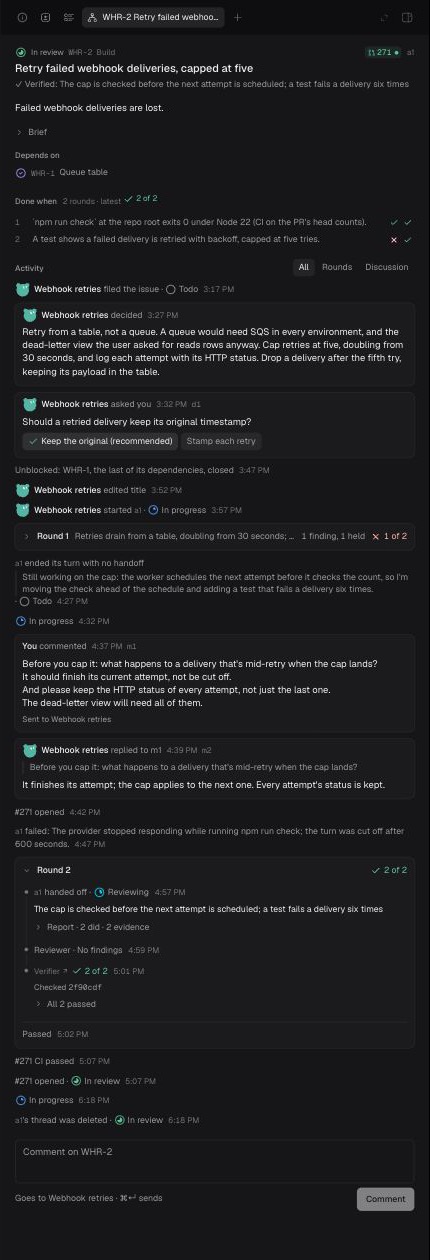 WHR-2 Retry failed webhoo...
In review WHR-2 Build 271 a1
Retry failed webhook deliveries, capped at five
✓ Verified: The cap is checked before the next attempt is scheduled; a test fails a delivery six times
Failed webhook deliveries are lost.
Brief
Depends on
WHR-1 Queue table
Done when 2 rounds · latest ✓ 2 of 2
1 `npm run check` at the repo root exits 0 under Node 22 (CI on the PR's head counts).
2 A test shows a failed delivery is retried with backoff, capped at five tries.
Activity All Rounds Discussion
Webhook retries filed the issue · Todo 3:17 PM
Webhook retries decided 3:27 PM
Retry from a table, not a queue. A queue would need SQS in every environment, and the
dead-letter view the user asked for reads rows anyway. Cap retries at five, doubling from
30 seconds, and log each attempt with its HTTP status. Drop a delivery after the fifth try,
keeping its payload in the table.
Webhook retries asked you 3:32 PM d1
Should a retried delivery keep its original timestamp?
✓ Keep the original (recommended) Stamp each retry
Unblocked: WHR-1, the last of its dependencies, closed 3:47 PM
Webhook retries edited title 3:52 PM
Webhook retries started a1 · In progress 3:57 PM
Round 1 Retries drain from a table, doubling from 30 seconds; ... 1 finding, 1 held ✕ 1 of 2
a1 ended its turn with no handoff
Still working on the cap: the worker schedules the next attempt before it checks the count, so I'm
moving the check ahead of the schedule and adding a test that fails a delivery six times.
· Todo 4:27 PM
In progress 4:32 PM
You commented 4:37 PM m1
Before you cap it: what happens to a delivery that's mid-retry when the cap lands?
It should finish its current attempt, not be cut off.
And please keep the HTTP status of every attempt, not just the last one.
The dead-letter view will need all of them.
Sent to Webhook retries
Webhook retries replied to m1 4:39 PM m2
Before you cap it: what happens to a delivery that's mid-retry when the cap lands?
It finishes its attempt; the cap applies to the next one. Every attempt's status is kept.
#271 opened 4:42 PM
a1 failed: The provider stopped responding while running npm run check; the turn was cut off after
600 seconds. 4:47 PM
Round 2 ✓ 2 of 2
a1 handed off · Reviewing 4:57 PM
The cap is checked before the next attempt is scheduled; a test fails a delivery six times
Report · 2 did · 2 evidence
Reviewer · No findings 4:59 PM
Verifier ↗ ✓ 2 of 2 5:01 PM
Checked 2f90cdf
All 2 passed
Passed 5:02 PM
#271 CI passed 5:07 PM
#271 opened · In review 5:07 PM
In progress 6:18 PM
a1's thread was deleted · In review 6:18 PM
Comment on WHR-2
Goes to Webhook retries · ⌘↵ sends Comment